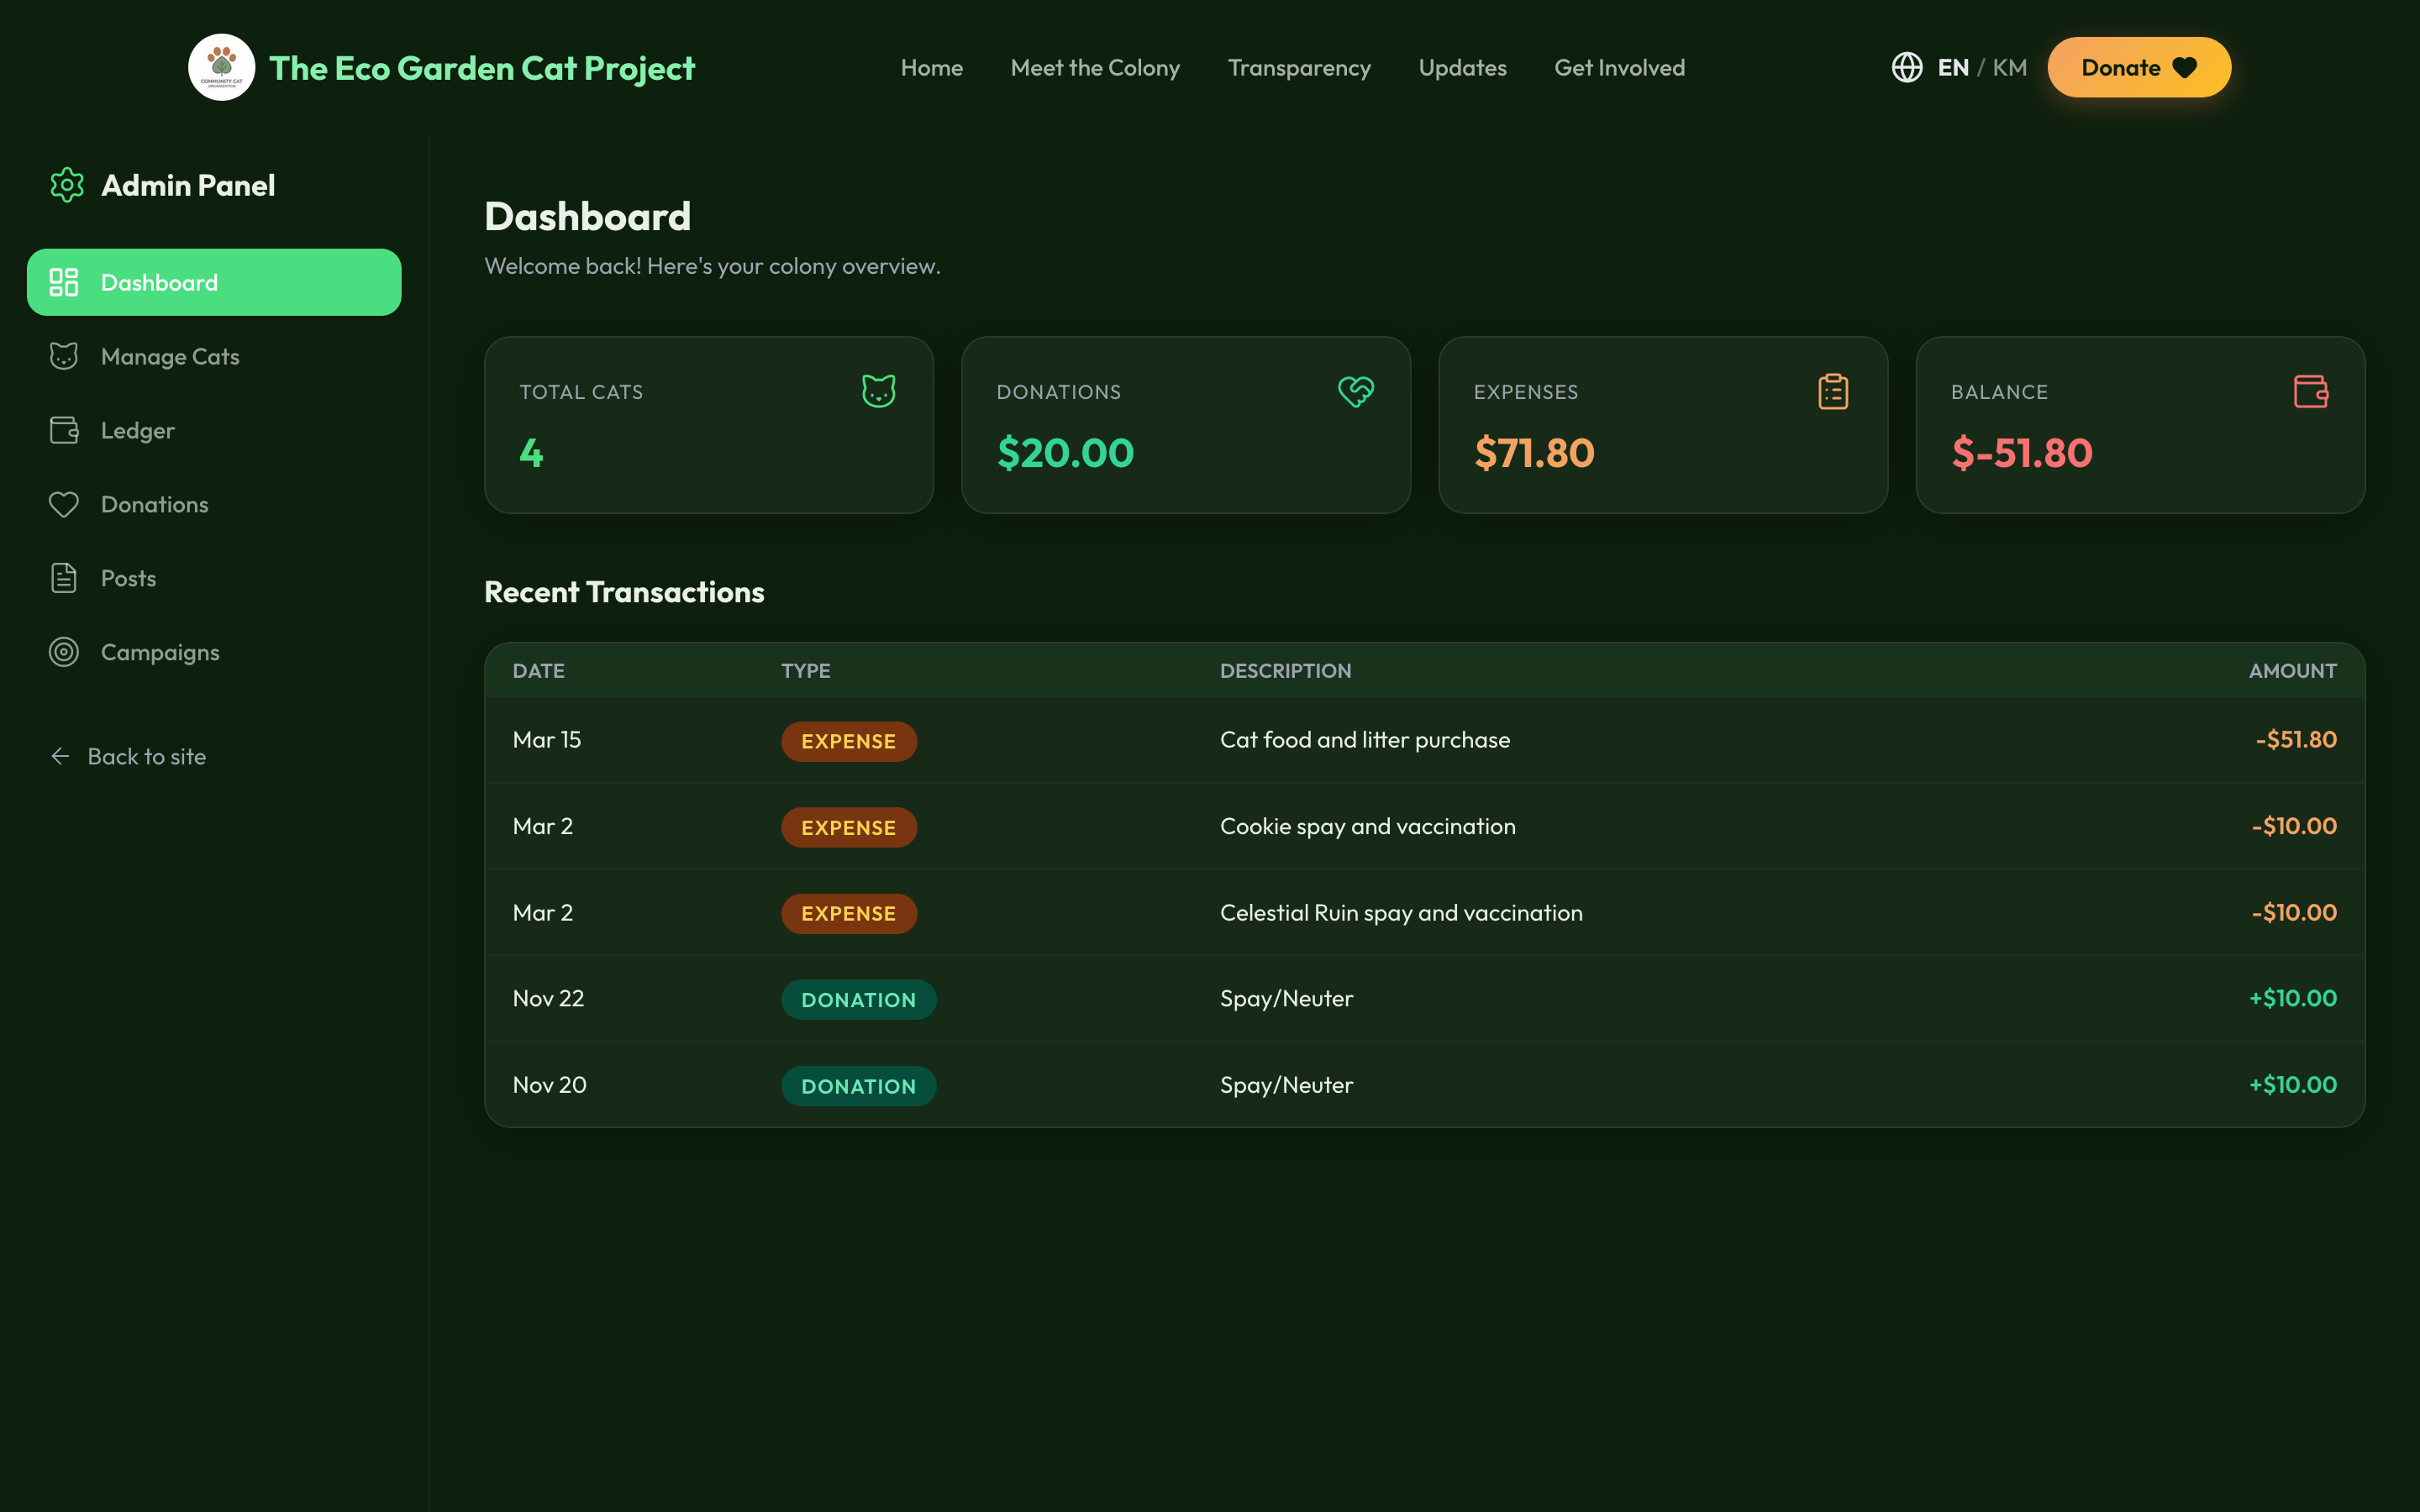 COMMUNITY CAT
ORGANIZATION
The Eco Garden Cat Project
Home
Meet the Colony
Transparency
Updates
Get Involved
EN / KM
Donate
Admin Panel
Dashboard
Manage Cats
Ledger
Donations
Posts
Campaigns
Back to site
Dashboard
Welcome back! Here's your colony overview.
TOTAL CATS
4
DONATIONS
$20.00
EXPENSES
$71.80
BALANCE
$-51.80
Recent Transactions
DATE TYPE DESCRIPTION AMOUNT
Mar 15 EXPENSE Cat food and litter purchase -$51.80
Mar 2 EXPENSE Cookie spay and vaccination -$10.00
Mar 2 EXPENSE Celestial Ruin spay and vaccination -$10.00
Nov 22 DONATION Spay/Neuter +$10.00
Nov 20 DONATION Spay/Neuter +$10.00